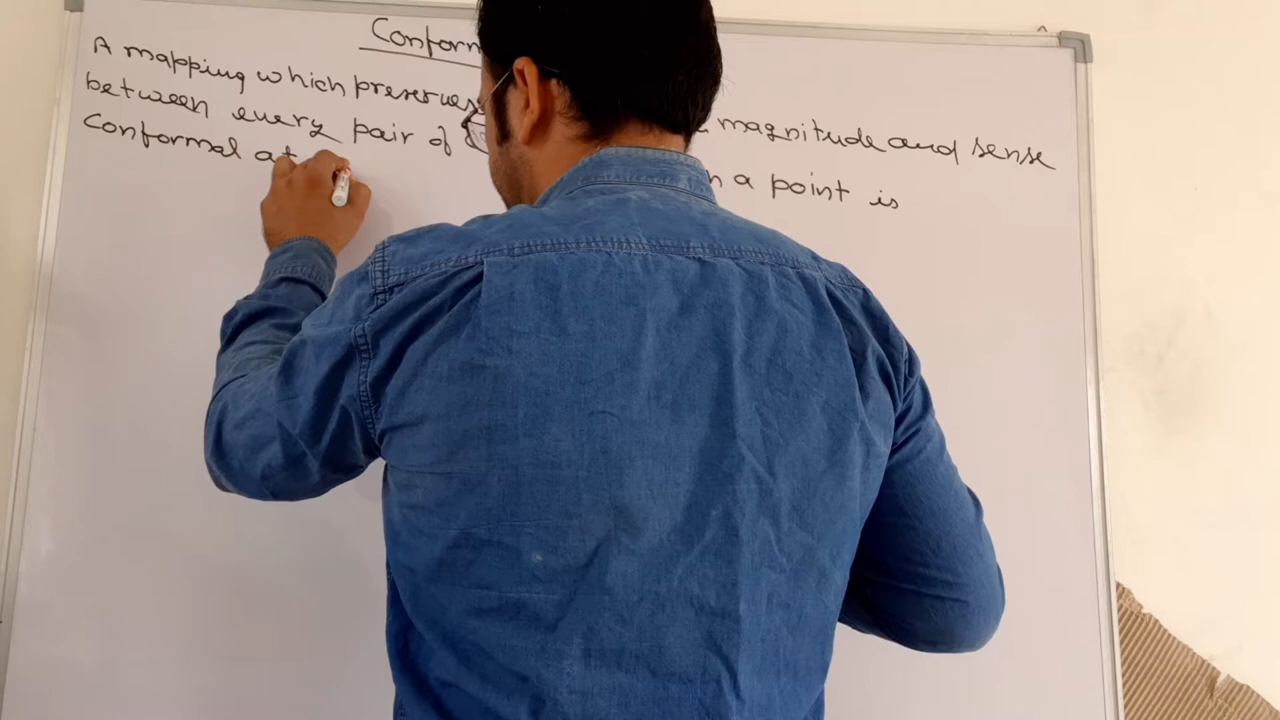 Conform
A mapping which preserves magnitude and sense
between every pair of a point is
conformal at